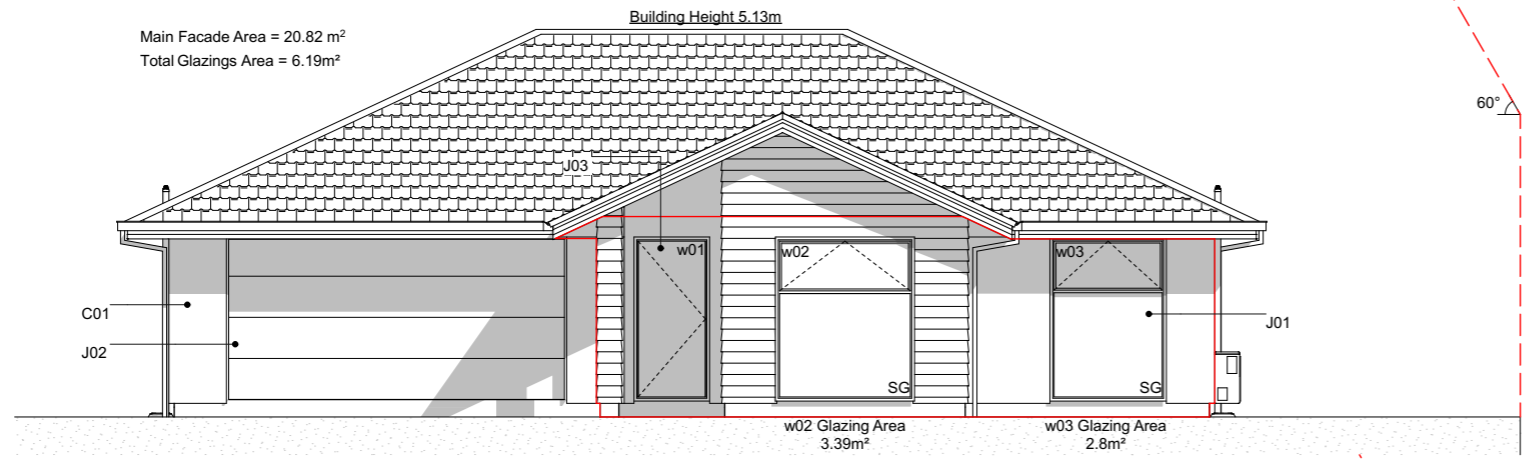 Building Height 5.13m
Main Facade Area = 20.82 m²
Total Glazings Area = 6.19m²
60°
J03
w01
w02
w03
C01
J01
J02
SG
SG
w02 Glazing Area
3.39m²
w03 Glazing Area
2.8m²